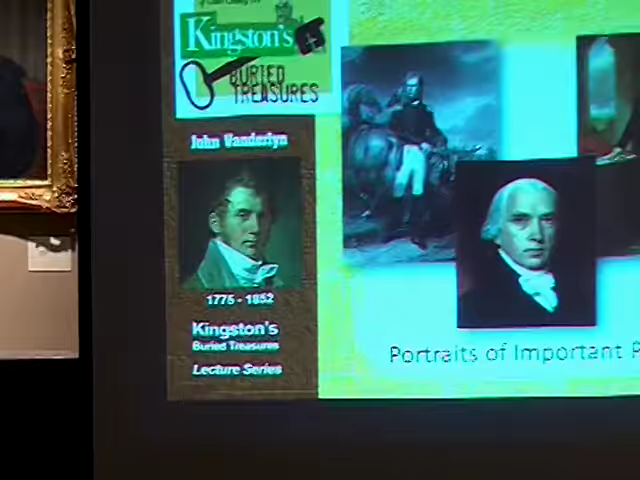 Kingston's
BURIED
TREASURES
John Vanderlyn
1775 - 1852
Kingston's
Buried Treasures
Lecture Series
Portraits of Important